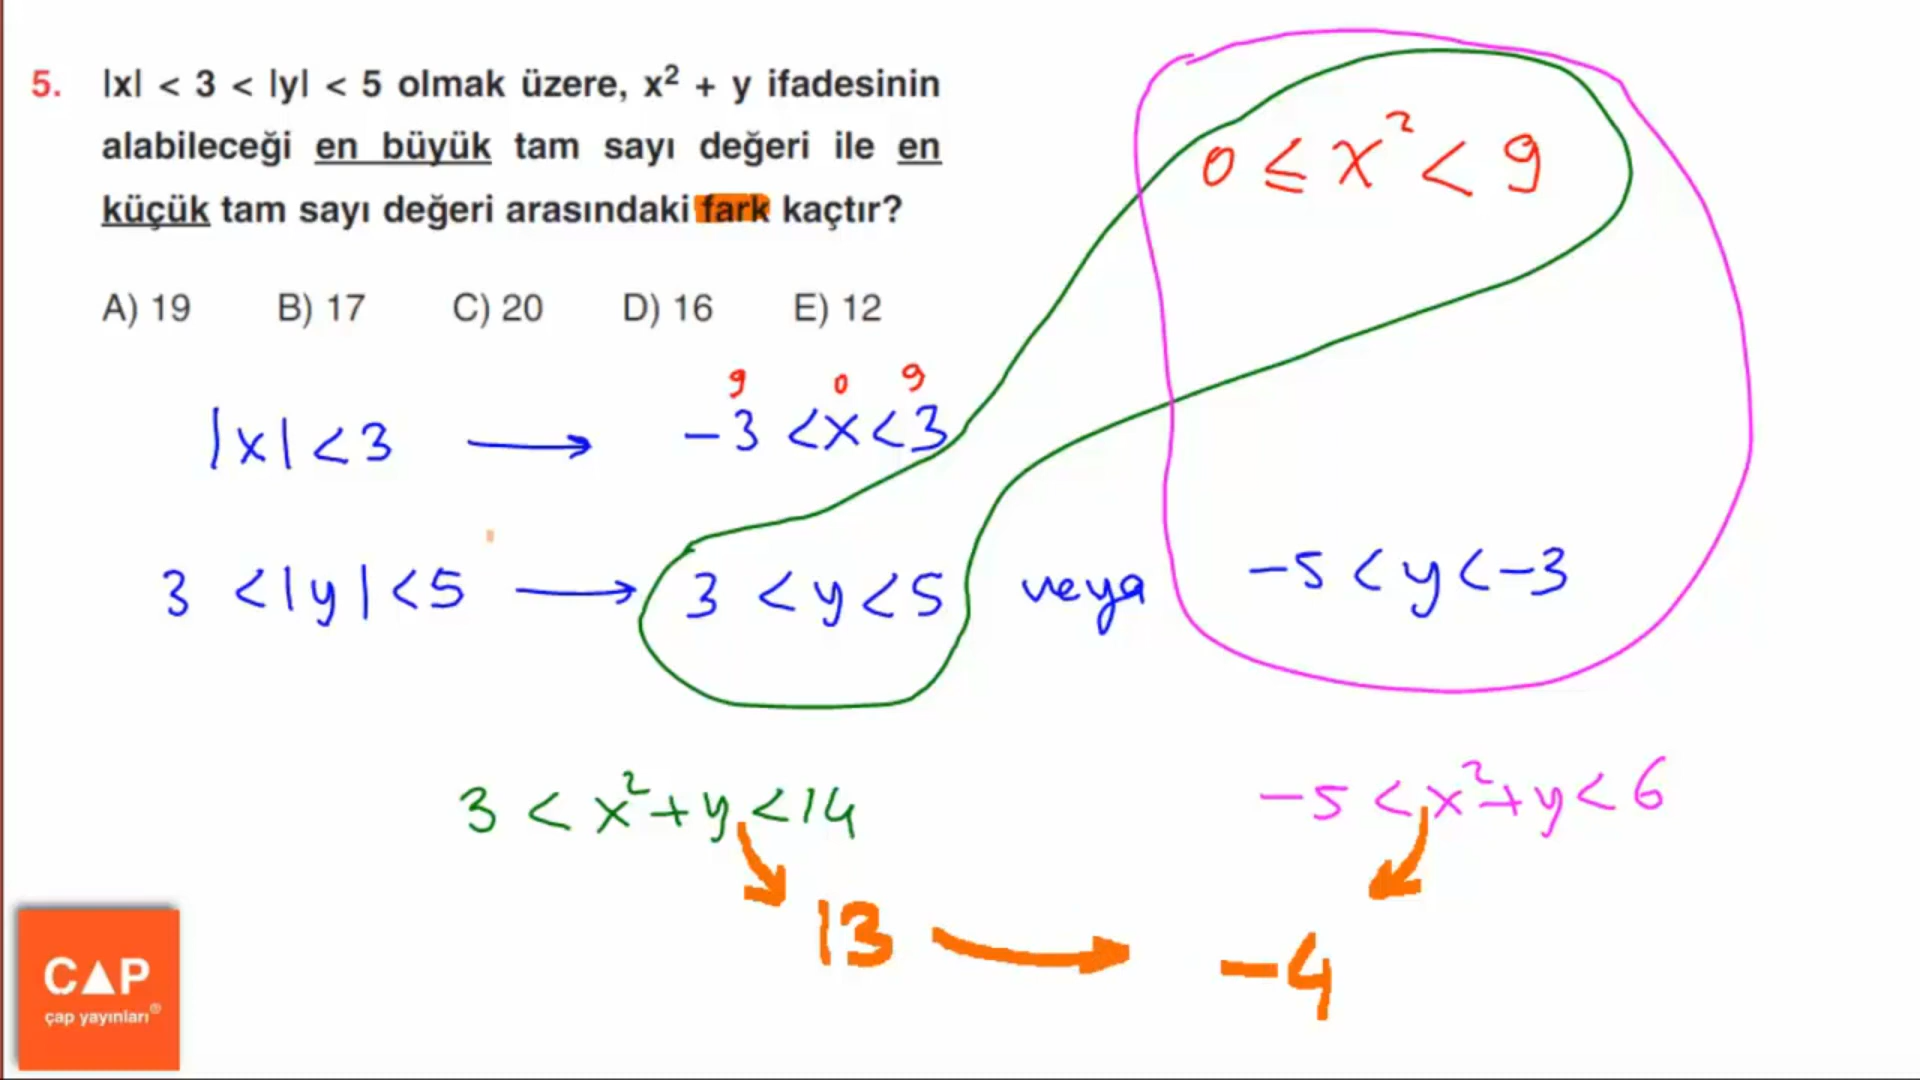 5. |x| < 3 < |y| < 5 olmak üzere, x² + y ifadesinin
alabileceği en büyük tam sayı değeri ile en
küçük tam sayı değeri arasındaki fark kaçtır?
A) 19 B) 17 C) 20 D) 16 E) 12
0 ≤ x² < 9
9 0 9
|x| < 3 → -3 < x < 3
3 < |y| < 5 → 3 < y < 5 veya -5 < y < -3
3 < x² + y < 14 -5 < x² + y < 6
13 → -4
CAP
çap yayınları®